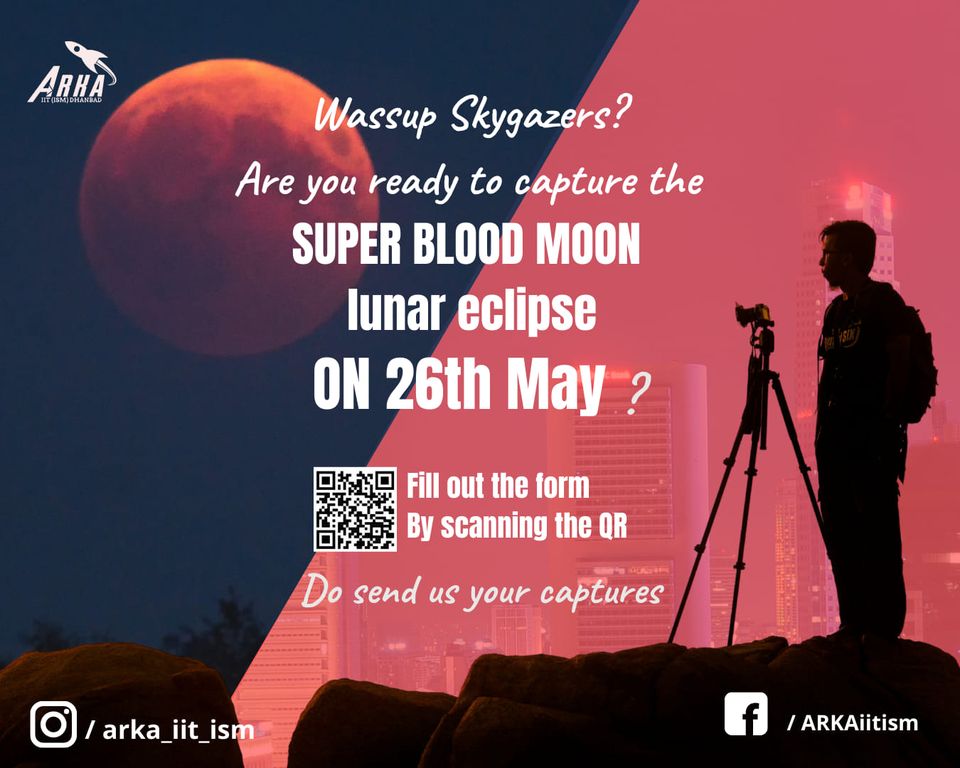 ARKA
IIT (ISM) DHANBAD
Wassup Skygazers?
Are you ready to capture the
SUPER BLOOD MOON
lunar eclipse
ON 26th May ?
Fill out the form
By scanning the QR
Do send us your captures
/ arka_iit_ism
/ ARKAiitism